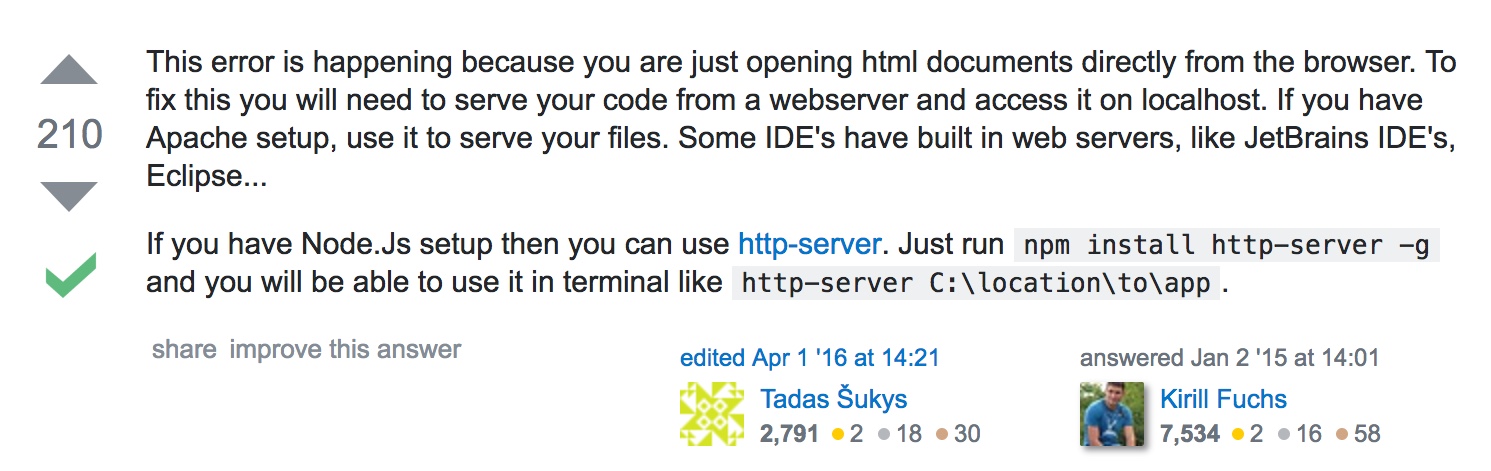 This error is happening because you are just opening html documents directly from the browser. To
fix this you will need to serve your code from a webserver and access it on localhost. If you have
210
Apache setup, use it to serve your files. Some IDE's have built in web servers, like JetBrains IDE's,
Eclipse...
If you have Node.Js setup then you can use http-server. Just run npm install http-server -g
and you will be able to use it in terminal like http-server C:\location\to\app.
share improve this answer
edited Apr 1 '16 at 14:21
Tadas Šukys
2,791 2 18 30
answered Jan 2 '15 at 14:01
Kirill Fuchs
7,534 2 16 58